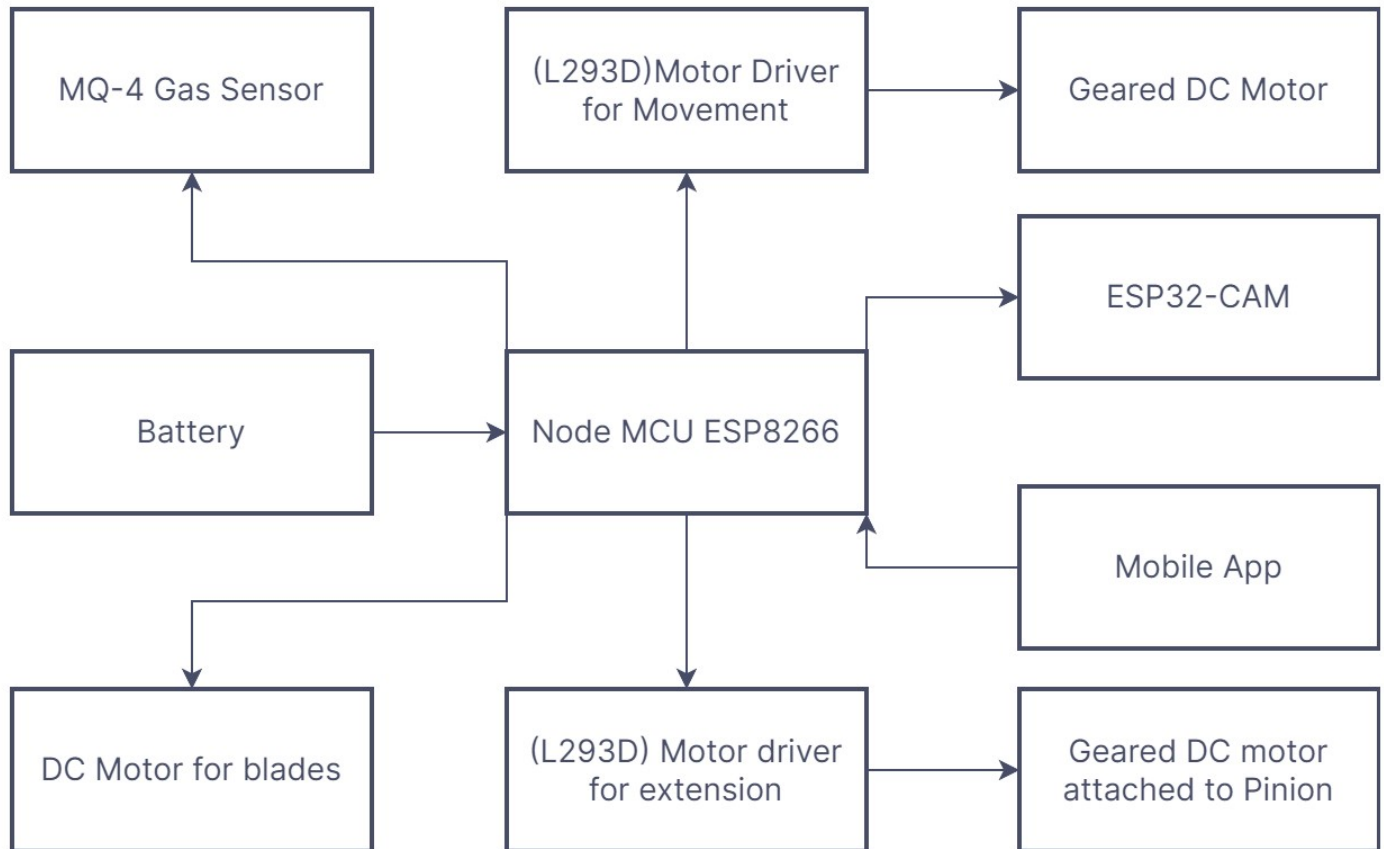 MQ-4 Gas Sensor
(L293D)Motor Driver
for Movement
Geared DC Motor
ESP32-CAM
Battery
Node MCU ESP8266
Mobile App
DC Motor for blades
(L293D) Motor driver
for extension
Geared DC motor
attached to Pinion